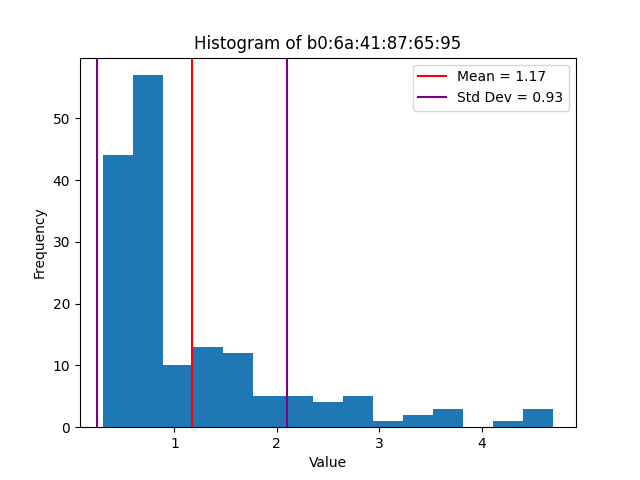 Histogram of b0:6a:41:87:65:95
Mean = 1.17
Std Dev = 0.93
Frequency
50
40
30
20
10
0
1
2
3
4
Value